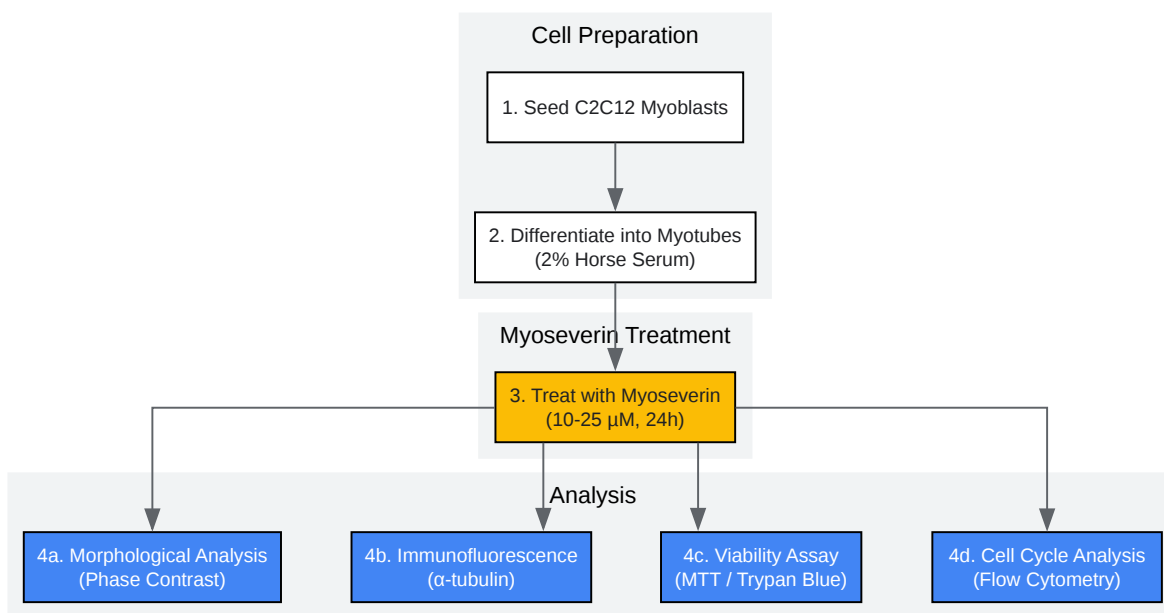 Cell Preparation
1. Seed C2C12 Myoblasts
2. Differentiate into Myotubes
(2% Horse Serum)
Myoseverin Treatment
3. Treat with Myoseverin
(10-25 µM, 24h)
Analysis
4a. Morphological Analysis
(Phase Contrast)
4b. Immunofluorescence
(α-tubulin)
4c. Viability Assay
(MTT / Trypan Blue)
4d. Cell Cycle Analysis
(Flow Cytometry)